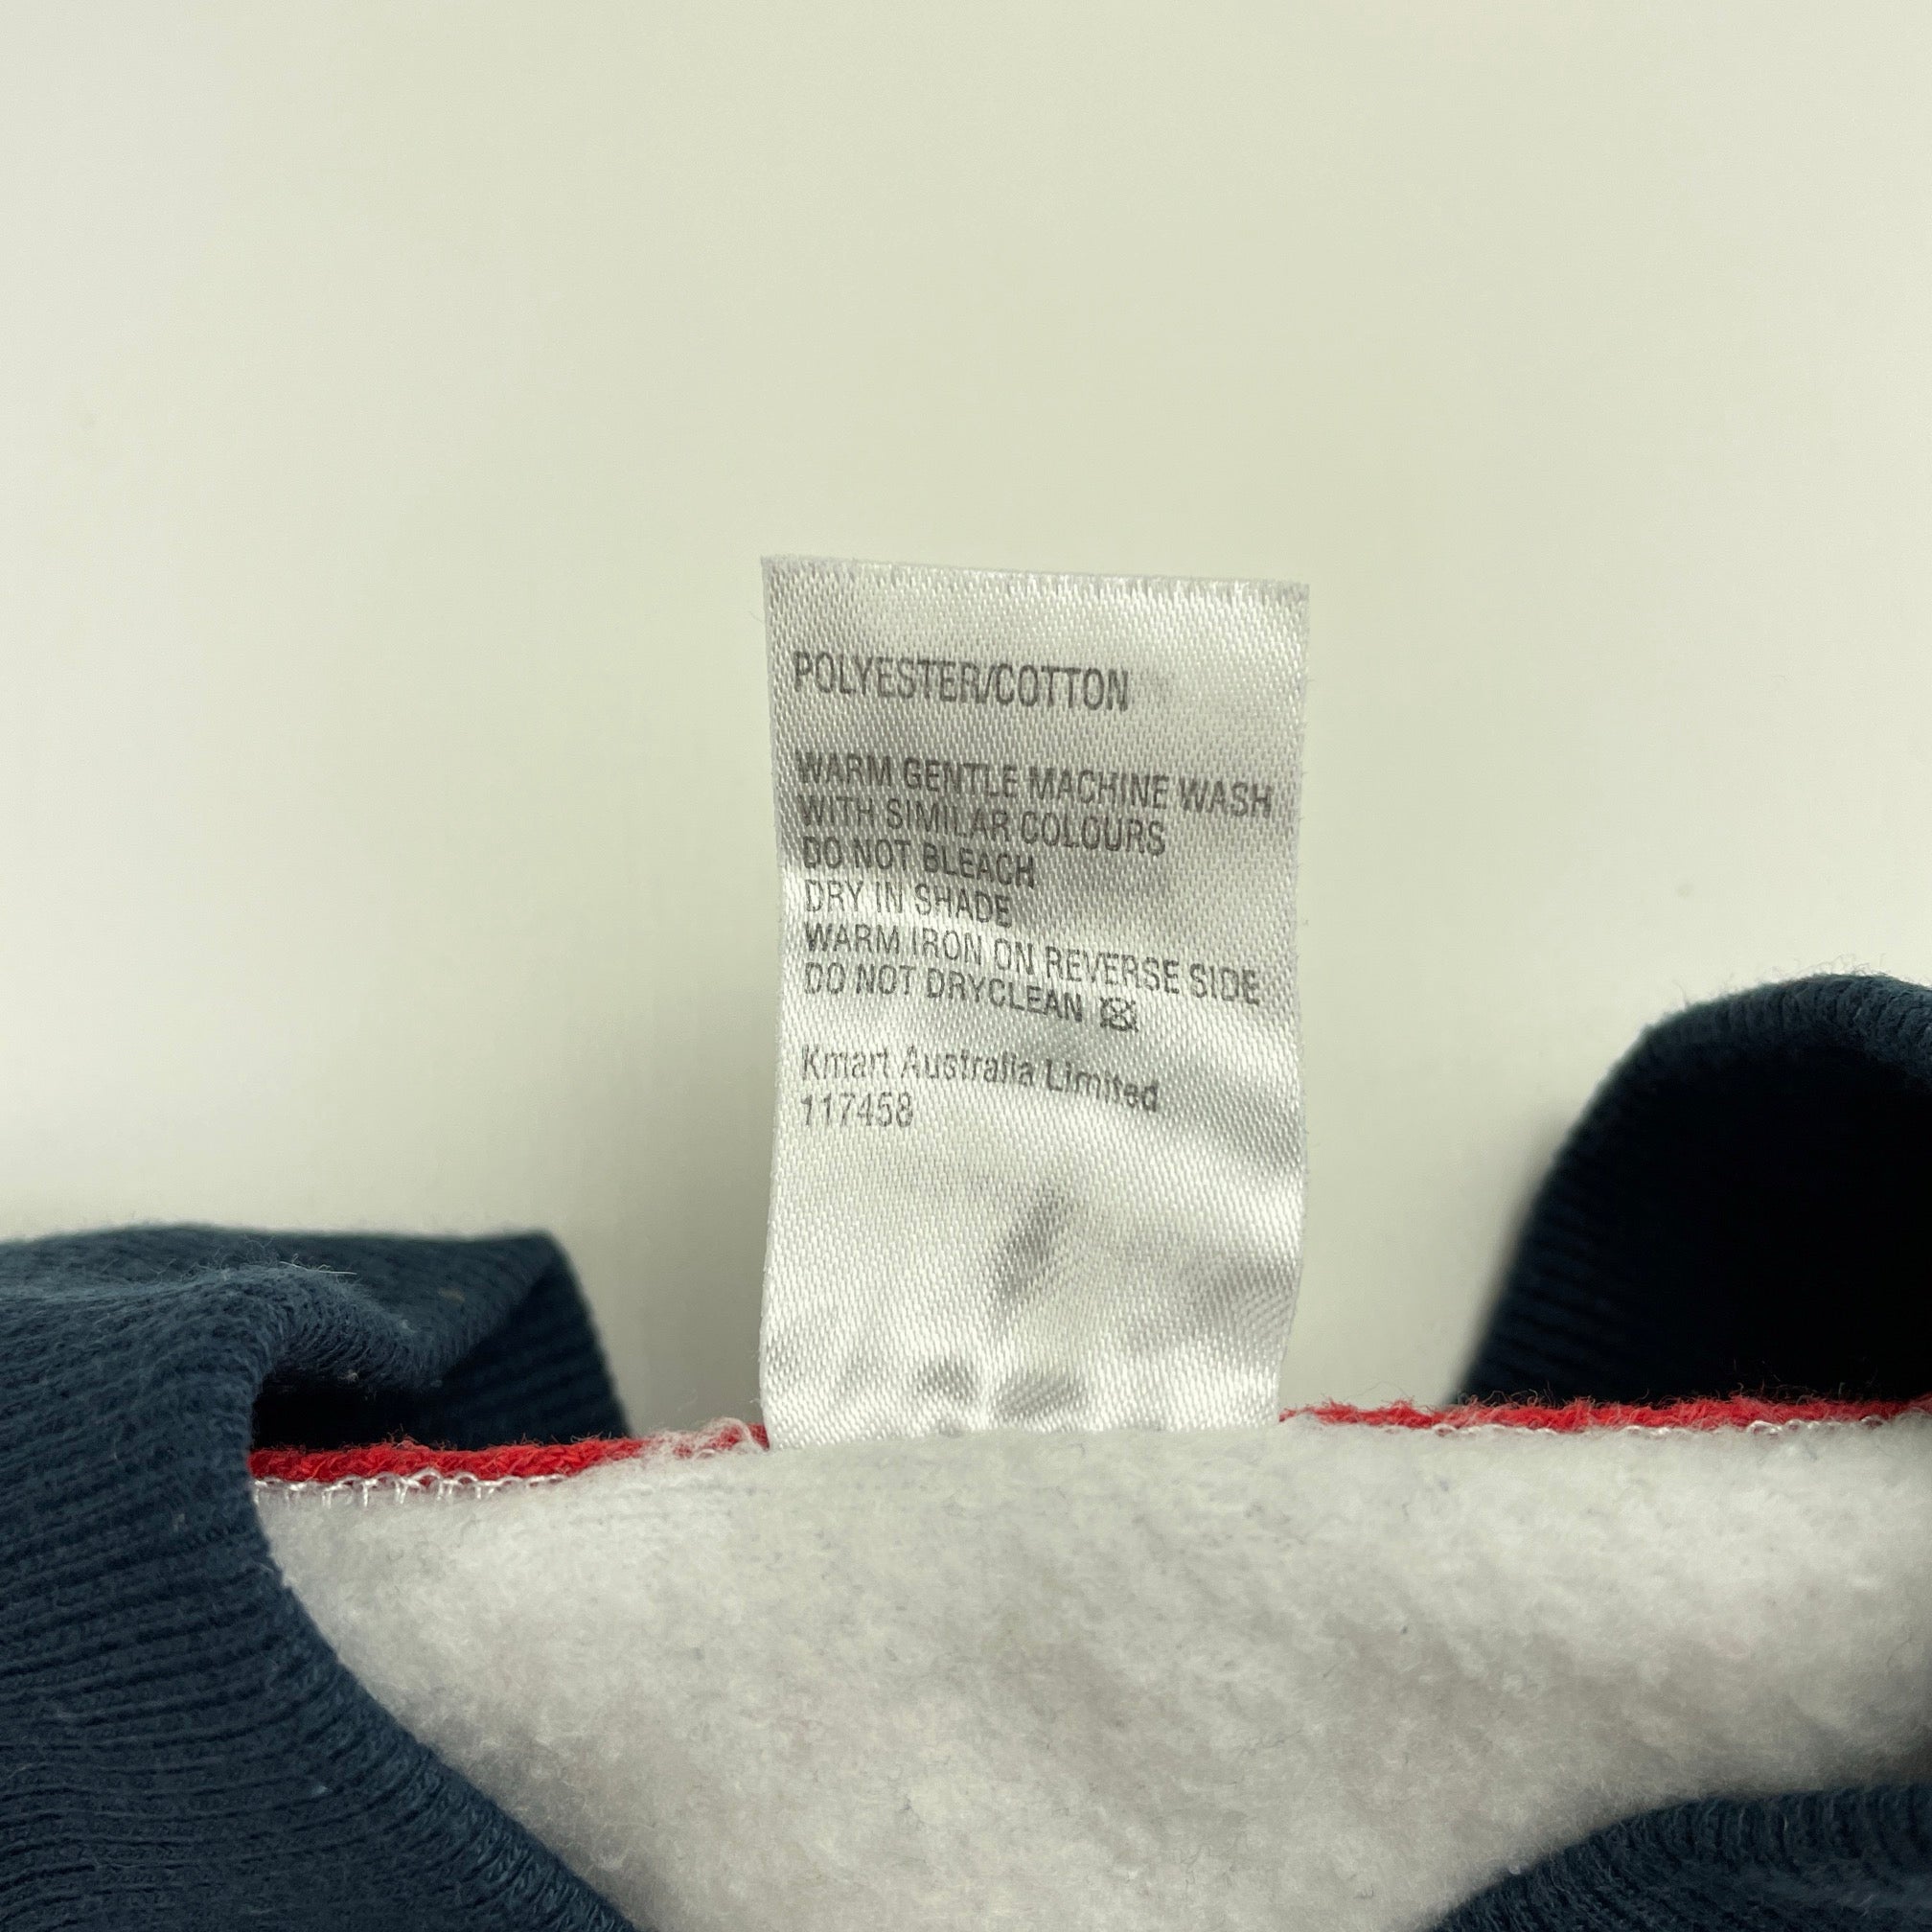 POLYESTER/COTTON
WARM GENTLE MACHINE WASH
WITH SIMILAR COLOURS
DO NOT BLEACH
DRY IN SHADE
WARM IRON ON REVERSE SIDE
DO NOT DRYCLEAN
Kmart Australia Limited
117458